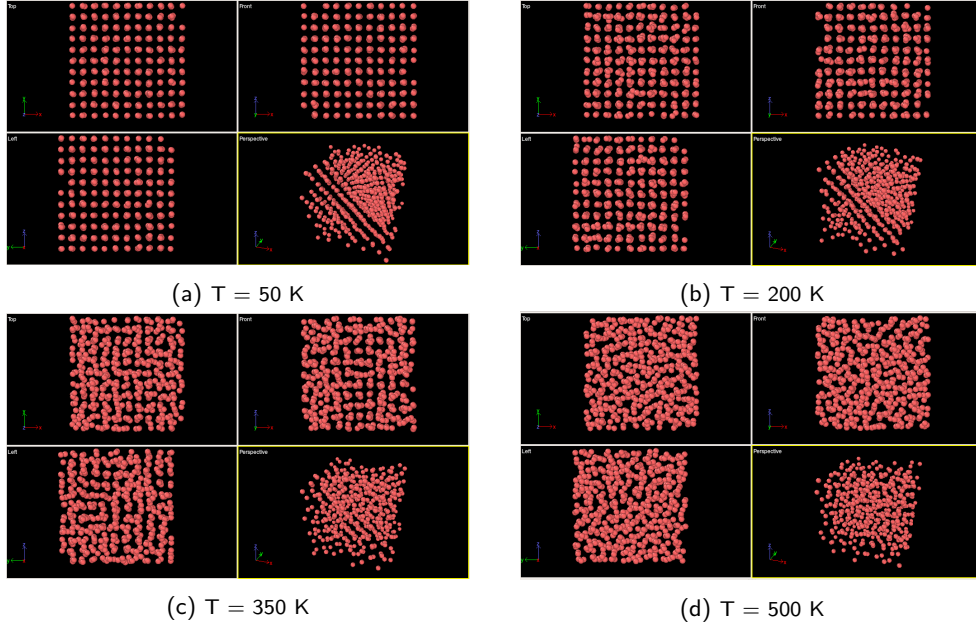 Top
Front
Left
Perspective
(a) T = 50 K
Top
Front
Left
Perspective
(b) T = 200 K
Top
Front
Left
Perspective
(c) T = 350 K
Top
Front
Left
Perspective
(d) T = 500 K